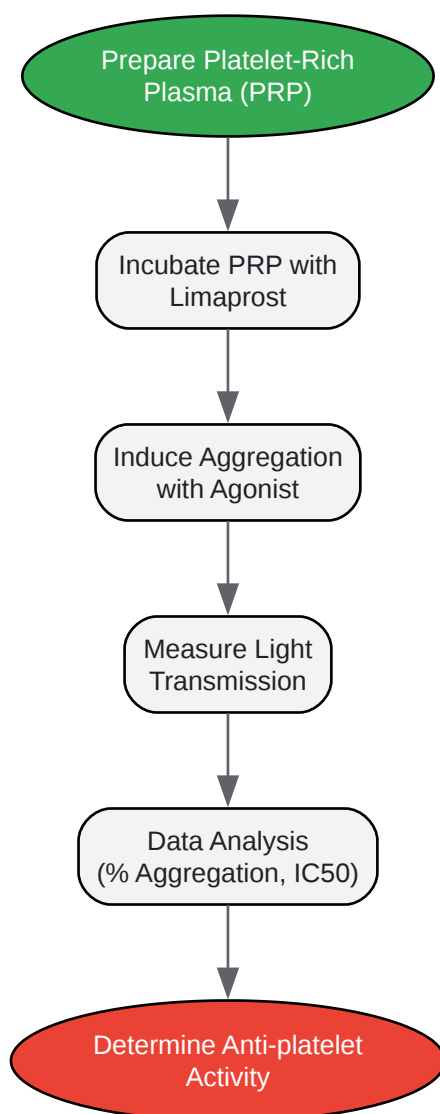 Prepare Platelet-Rich
Plasma (PRP)
Incubate PRP with
Limaprost
Induce Aggregation
with Agonist
Measure Light
Transmission
Data Analysis
(% Aggregation, IC50)
Determine Anti-platelet
Activity